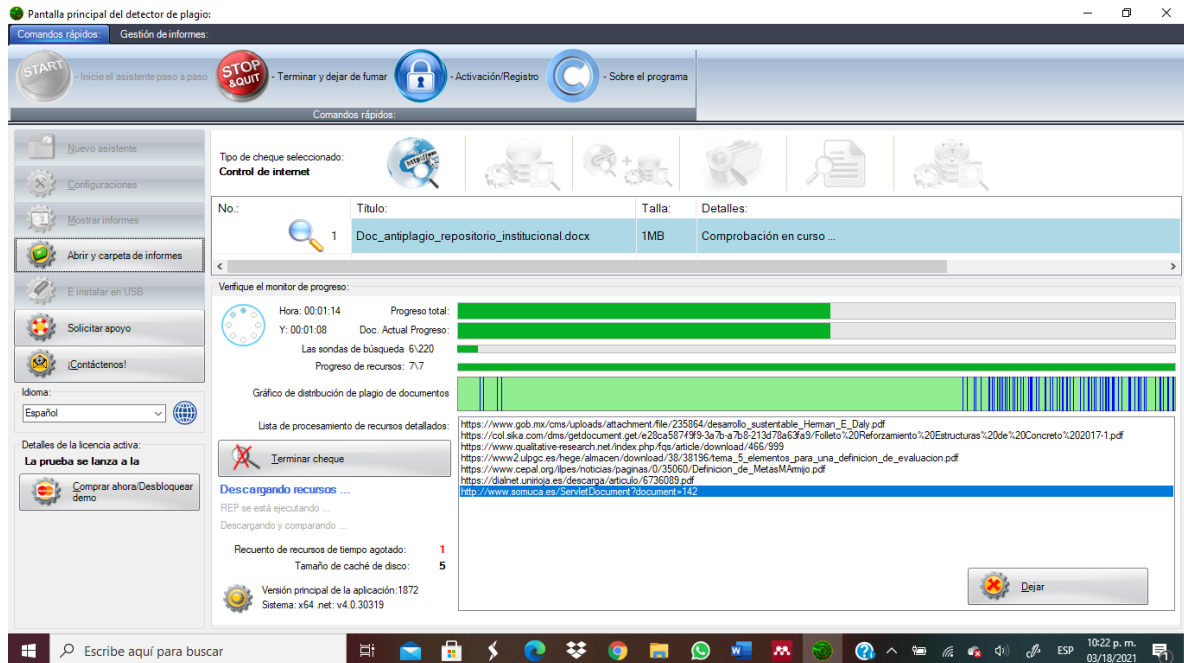 Pantalla principal del detector de plagio:
Comandos rápidos:
Gestión de informes:
START
- Inicie el asistente paso a paso
STOP
&QUIT
- Terminar y dejar de fumar
- Activación/Registro
- Sobre el programa
Comandos rápidos:
Nuevo asistente
Configuraciones
Mostrar informes
Abrir y carpeta de informes
E instalar en USB
Solicitar apoyo
¡Contáctenos!
Idioma:
Español
Detalles de la licencia activa:
La prueba se lanza a la
Comprar ahora/Desbloquear
demo
Tipo de cheque seleccionado:
Control de internet
http://www
No.: Título: Talla: Detalles:
1 Doc_antiplagio_repositorio_institucional.docx 1MB Comprobación en curso ...
Verifique el monitor de progreso:
Hora: 00:01:14 Progreso total:
Y: 00:01:08 Doc. Actual Progreso:
Las sondas de búsqueda 6\220
Progreso de recursos: 7\7
Gráfico de distribución de plagio de documentos
Lista de procesamiento de recursos detallados:
Terminar cheque
Descargando recursos ...
REP se está ejecutando ...
Descargando y comparando ...
Recuento de recursos de tiempo agotado: 1
Tamaño de caché de disco: 5
Versión principal de la aplicación:1872
Sistema: x64 .net: v4.0.30319
https://www.gob.mx/cms/uploads/attachment/file/235864/desarollo_sustentable_Herman_E_Daly.pdf
https://col.sika.com/dms/getdocument.get/e28ca587f9f9-3a7b-a7b8-213d78a63fa9/Folleto%20Reforzamiento%20Estructuras%20de%20Concreto%202017-1.pdf
https://www.qualitative-research.net/index.php/fqs/article/download/466/999
https://www2.ulpgc.es/hege/almacen/download/38/38196/tema_5_elementos_para_una_definicion_de_evaluacion.pdf
https://www.cepal.org/ilpes/noticias/paginas/0/35060/Definicion_de_MetasMArmijo.pdf
https://dialnet.unirioja.es/descarga/articulo/6736089.pdf
http://www.somuca.es/ServletDocument?document=142
Dejar
Escribe aquí para buscar
ESP
10:22 p. m.
03/18/2021